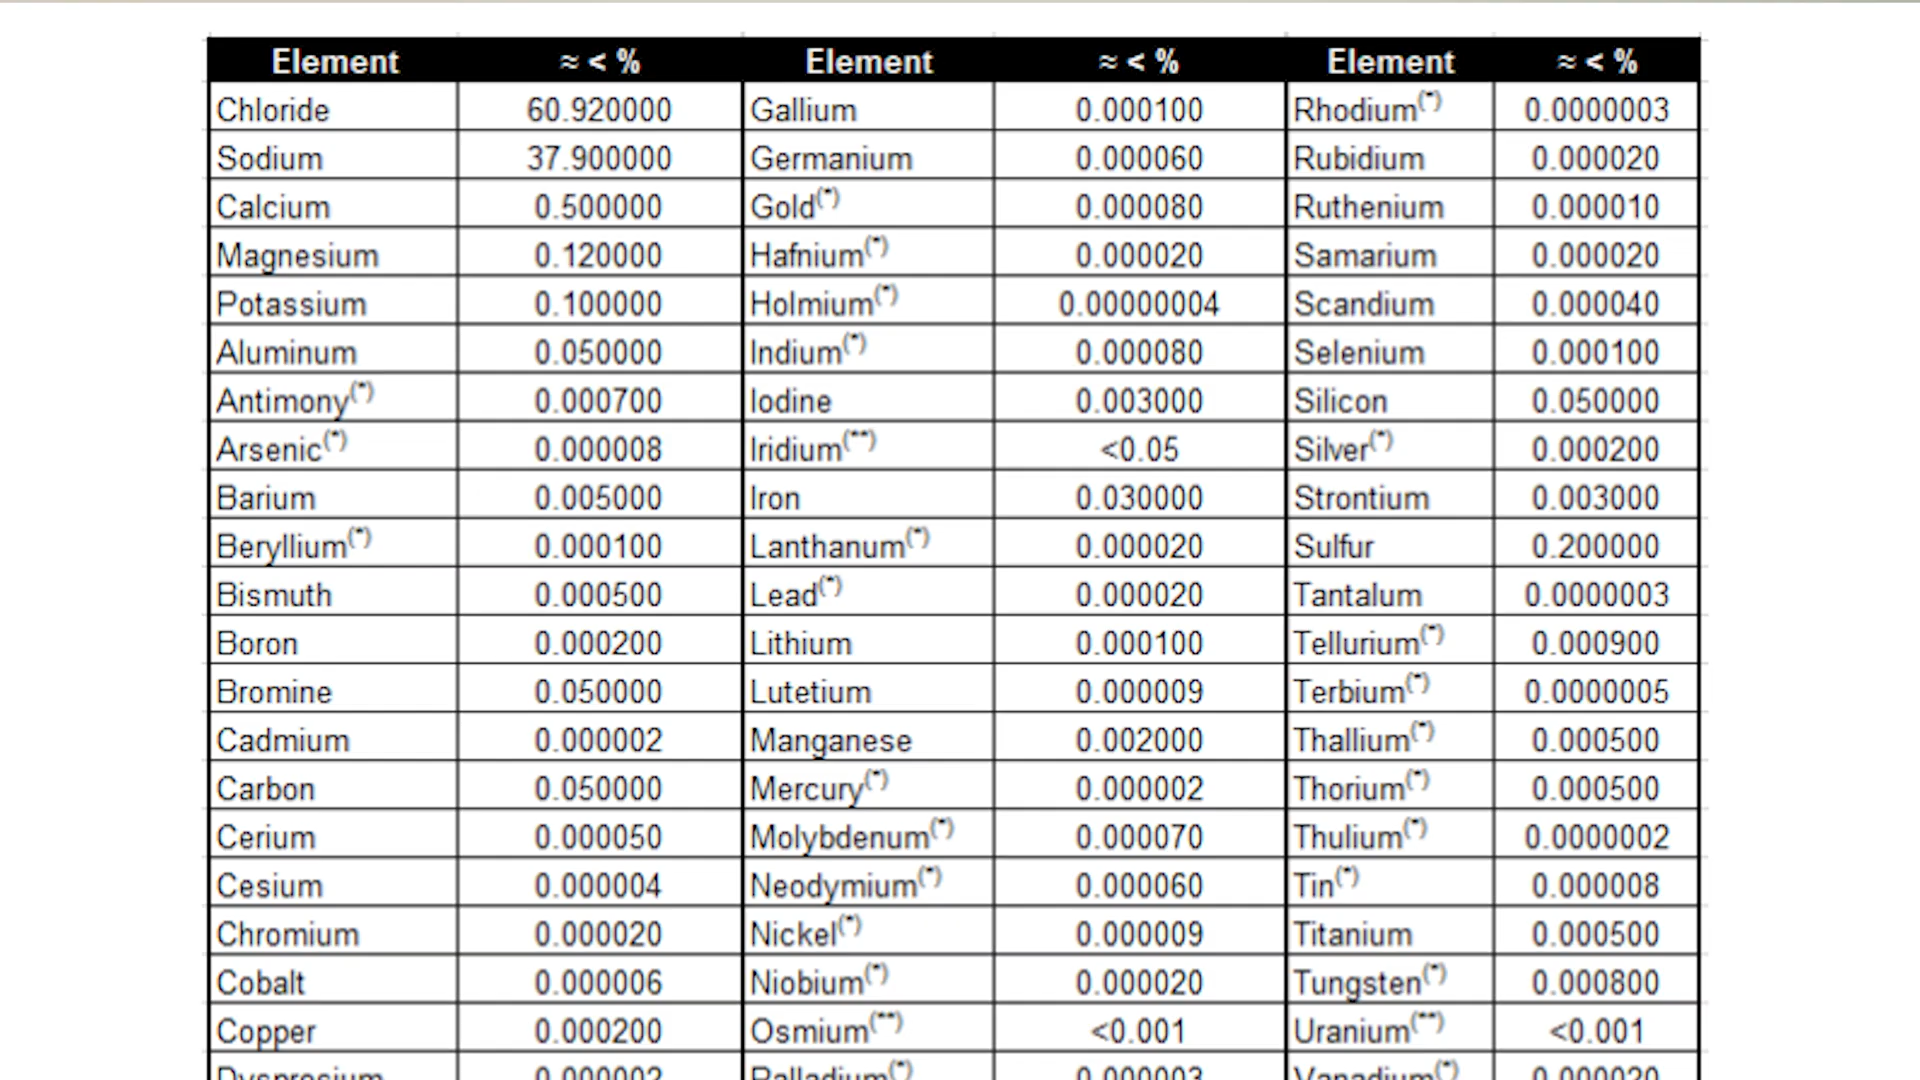 Element ≈ < % Element ≈ < % Element ≈ < %
Chloride 60.920000 Gallium 0.000100 Rhodium(*) 0.0000003
Sodium 37.900000 Germanium 0.000060 Rubidium 0.000020
Calcium 0.500000 Gold(*) 0.000080 Ruthenium 0.000010
Magnesium 0.120000 Hafnium(*) 0.000020 Samarium 0.000020
Potassium 0.100000 Holmium(*) 0.00000004 Scandium 0.000040
Aluminum 0.050000 Indium(*) 0.000080 Selenium 0.000100
Antimony(*) 0.000700 Iodine 0.003000 Silicon 0.050000
Arsenic(*) 0.000008 Iridium(**) <0.05 Silver(*) 0.000200
Barium 0.005000 Iron 0.030000 Strontium 0.003000
Beryllium(*) 0.000100 Lanthanum(*) 0.000020 Sulfur 0.200000
Bismuth 0.000500 Lead(*) 0.000020 Tantalum 0.0000003
Boron 0.000200 Lithium 0.000100 Tellurium(*) 0.000900
Bromine 0.050000 Lutetium 0.000009 Terbium(*) 0.0000005
Cadmium 0.000002 Manganese 0.002000 Thallium(*) 0.000500
Carbon 0.050000 Mercury(*) 0.000002 Thorium(*) 0.000500
Cerium 0.000050 Molybdenum(*) 0.000070 Thulium(*) 0.0000002
Cesium 0.000004 Neodymium(*) 0.000060 Tin(*) 0.000008
Chromium 0.000020 Nickel(*) 0.000009 Titanium 0.000500
Cobalt 0.000006 Niobium(*) 0.000020 Tungsten(*) 0.000800
Copper 0.000200 Osmium(**) <0.001 Uranium(**) <0.001
Dysprosium 0.000002 Palladium(*) 0.000003 Vanadium(*) 0.000020